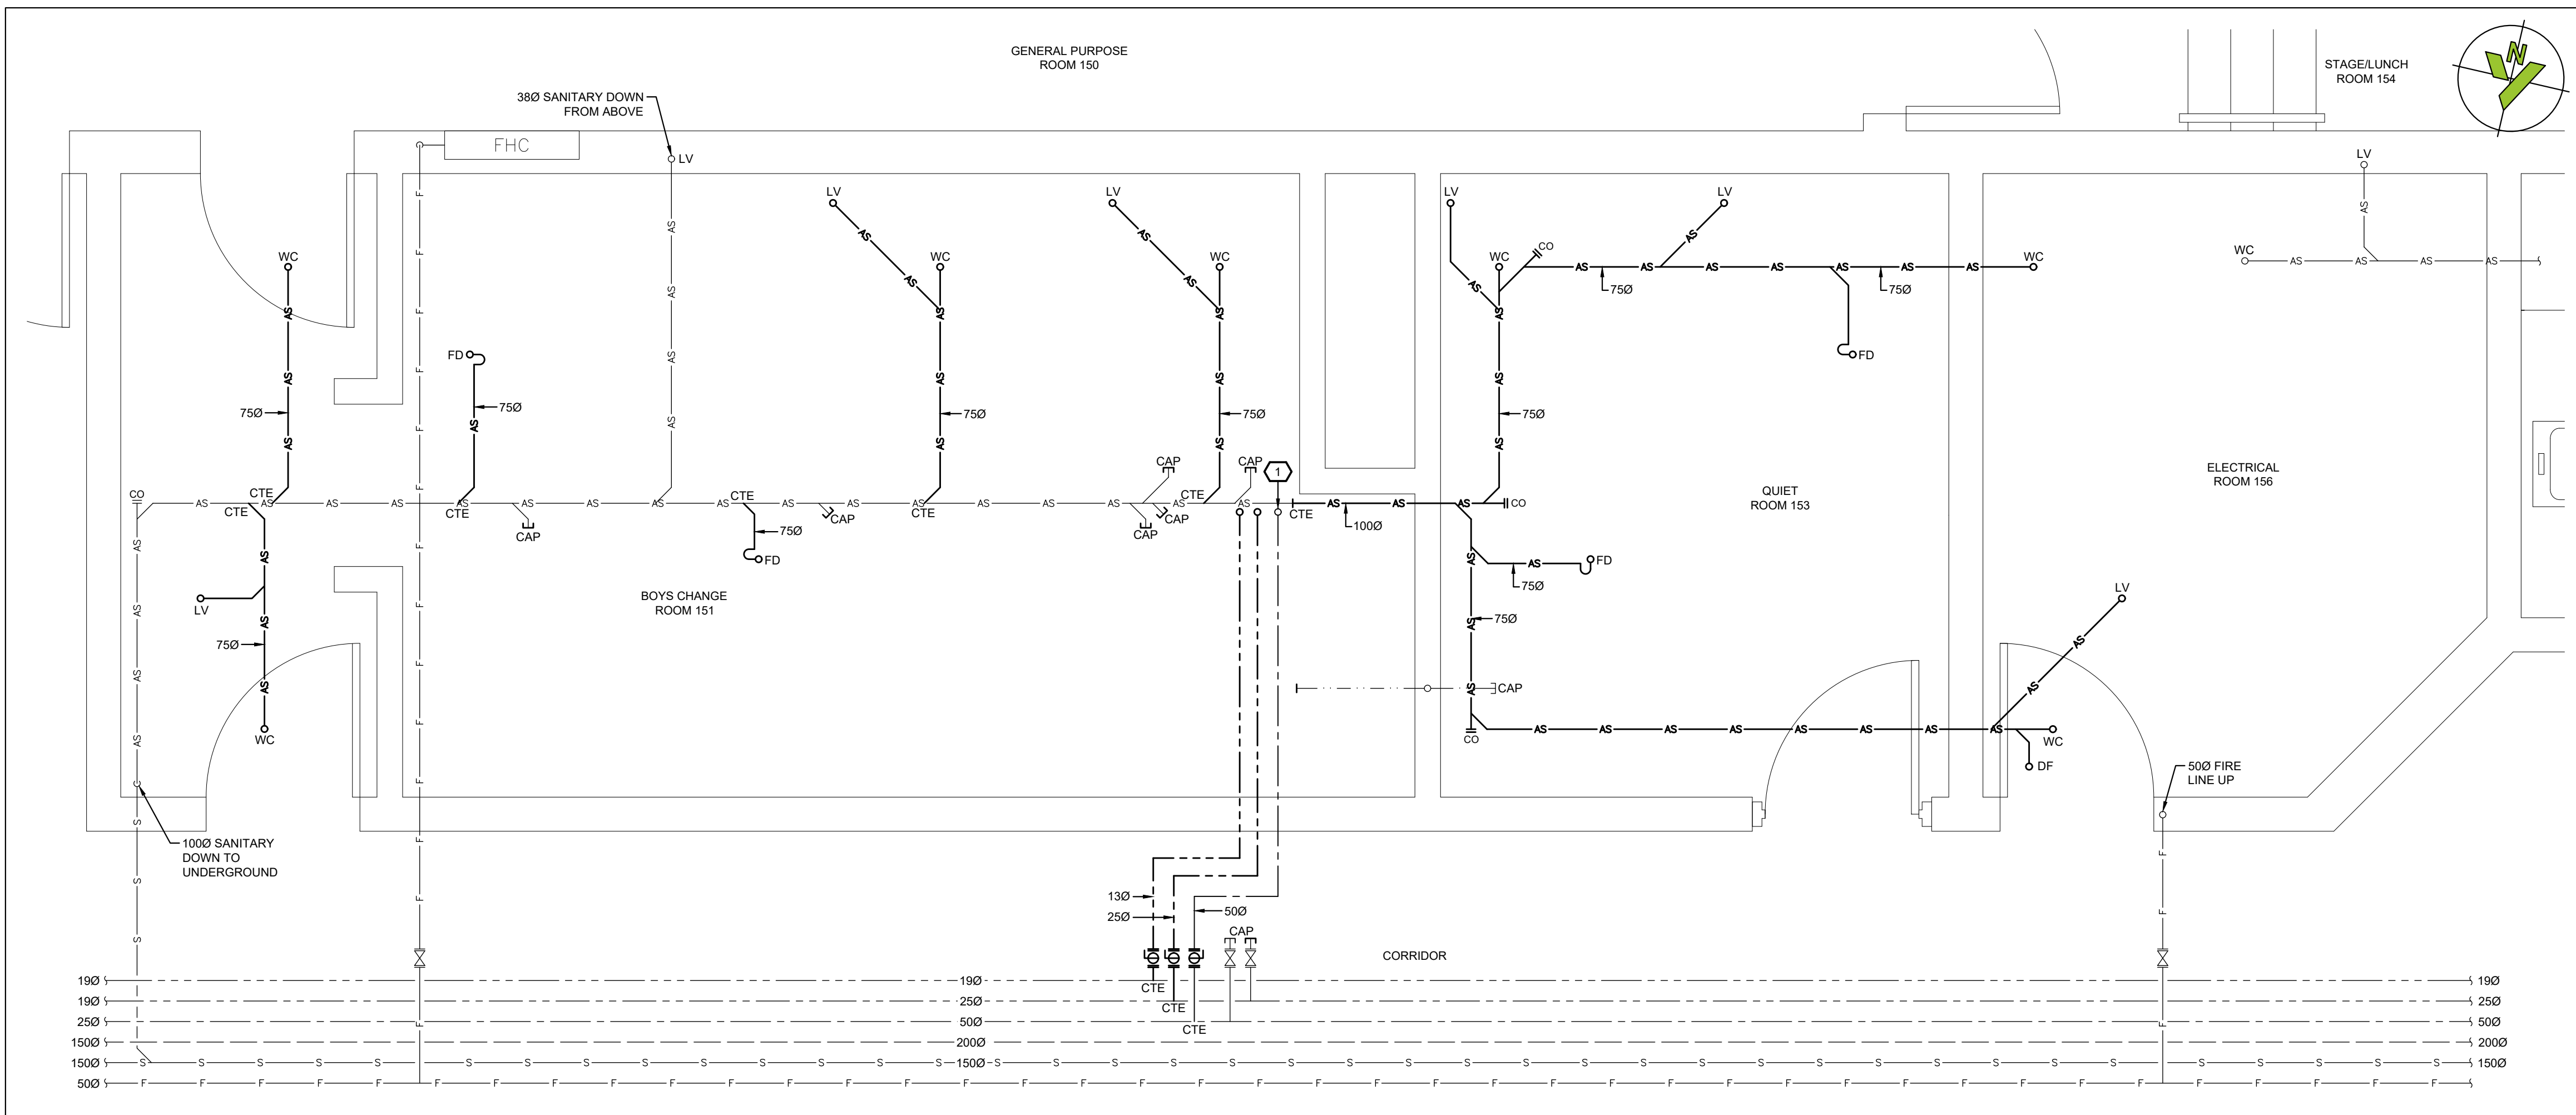 GENERAL PURPOSE
ROOM 150
STAGE/LUNCH
ROOM 154
N
38Ø SANITARY DOWN
FROM ABOVE
FHC
LV
LV
LV
LV
LV
LV
WC
WC
WC
WC
CO
WC
WC
75Ø
75Ø
FD
FD
75Ø
75Ø
75Ø
75Ø
75Ø
CAP
CAP
1
ELECTRICAL
ROOM 156
QUIET
ROOM 153
CO
CTE
CTE
CTE
CTE
CTE
CTE
CTE
CO
CAP
CAP
CAP
CAP
100Ø
75Ø
FD
FD
75Ø
BOYS CHANGE
ROOM 151
LV
LV
75Ø
75Ø
CAP
WC
CO
WC
DF
50Ø FIRE
LINE UP
100Ø SANITARY
DOWN TO
UNDERGROUND
13Ø
25Ø
50Ø
CAP
CORRIDOR
19Ø
19Ø
19Ø
CTE
19Ø
25Ø
25Ø
CTE
25Ø
50Ø
50Ø
CTE
150Ø
200Ø
200Ø
150Ø
S
150Ø
150Ø
50Ø
F
AS